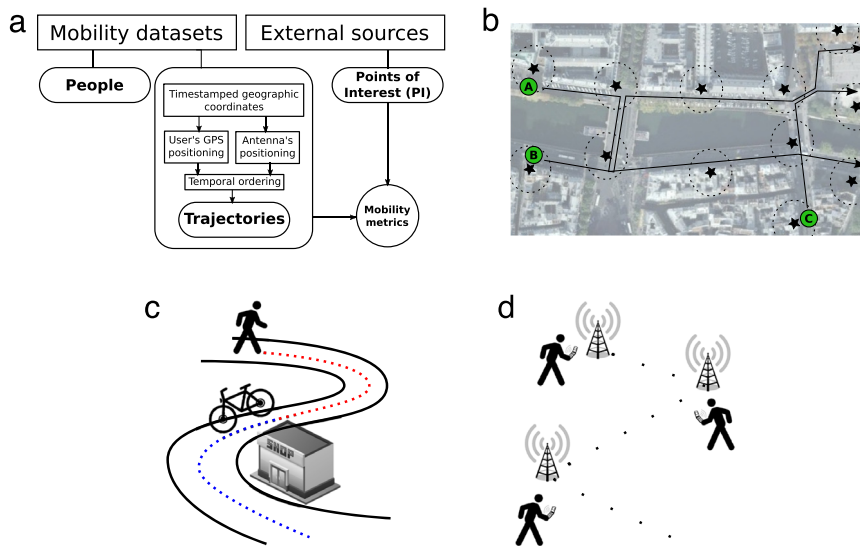 a
Mobility datasets
External sources
People
Points of
Interest (PI)
Timestamped geographic
coordinates
User's GPS
positioning
Antenna's
positioning
Temporal ordering
Trajectories
Mobility
metrics
b
A
B
C
c
SHOP
d